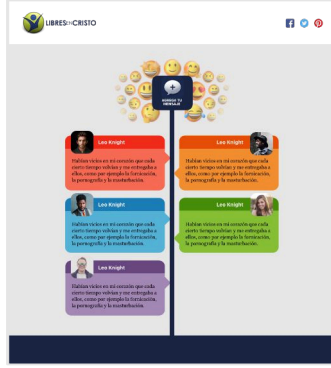 LIBRESENCRISTO
AGREGA TU
MENSAJE
Leo Knight
Habían vicios en mi corazón que cada
cierto tiempo volvían y me entregaba a
ellos, como por ejemplo la fornicación,
la pornografía y la masturbación.
Leo Knight
Habían vicios en mi corazón que cada
cierto tiempo volvían y me entregaba a
ellos, como por ejemplo la fornicación,
la pornografía y la masturbación.
Leo Knight
Habían vicios en mi corazón que cada
cierto tiempo volvían y me entregaba a
ellos, como por ejemplo la fornicación,
la pornografía y la masturbación.
Leo Knight
Habían vicios en mi corazón que cada
cierto tiempo volvían y me entregaba a
ellos, como por ejemplo la fornicación,
la pornografía y la masturbación.
Leo Knight
Habían vicios en mi corazón que cada
cierto tiempo volvían y me entregaba a
ellos, como por ejemplo la fornicación,
la pornografía y la masturbación.